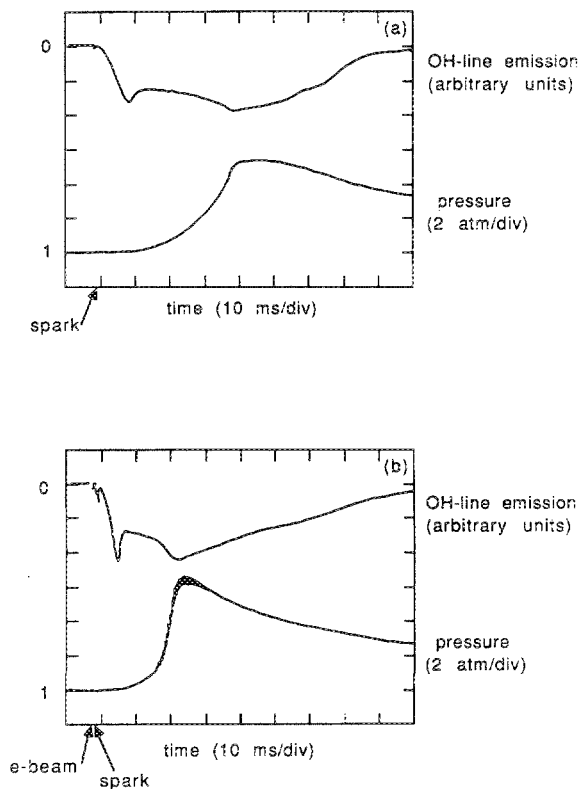 (a)
0
OH-line emission
(arbitrary units)
pressure
(2 atm/div)
1
time (10 ms/div)
spark
(b)
0
OH-line emission
(arbitrary units)
pressure
(2 atm/div)
1
time (10 ms/div)
e-beam
spark